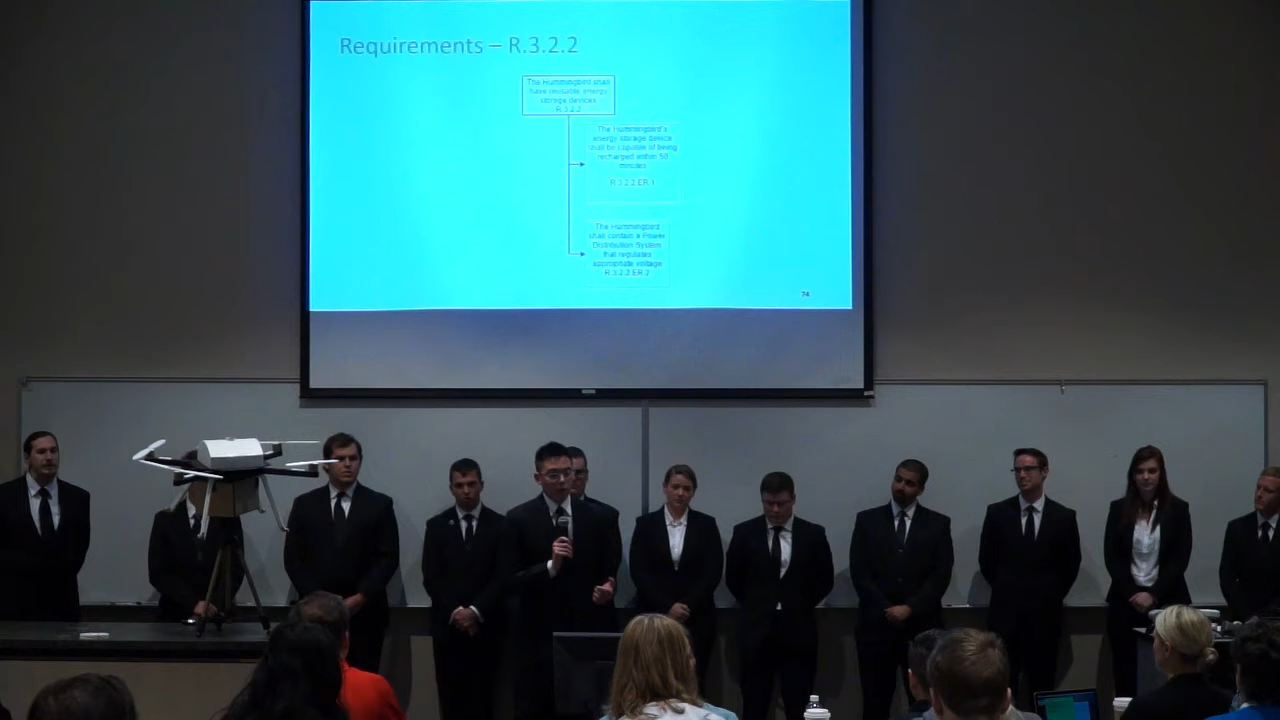 Requirements – R.3.2.2
The Hummingbird shall
have reusable energy
storage devices
R.3.2.2
The Hummingbird's
energy storage device
shall be capable of being
recharged within 50
minutes
R.3.2.2.ER.1
The Hummingbird
shall contain a Power
Distribution System
that regulates
appropriate voltage
R.3.2.2.ER.2
74